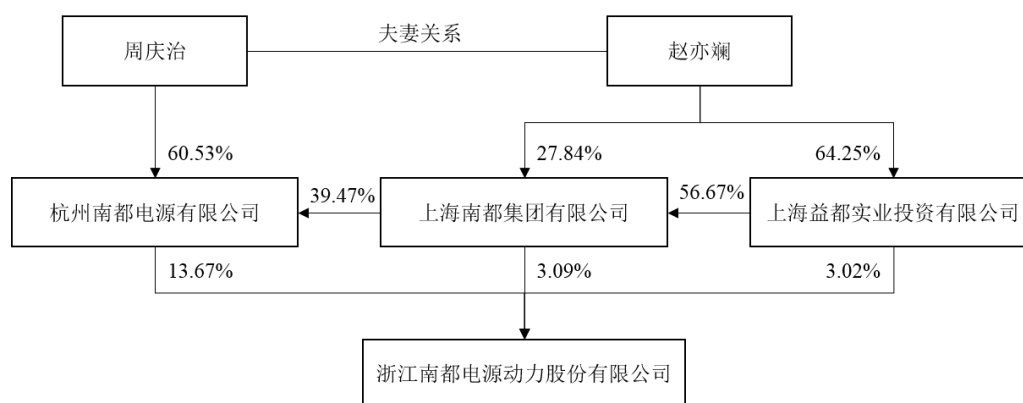 夫妻关系
周庆治
赵亦斓
60.53%
27.84%
64.25%
杭州南都电源有限公司
39.47%
上海南都集团有限公司
56.67%
上海益都实业投资有限公司
13.67%
3.09%
3.02%
浙江南都电源动力股份有限公司